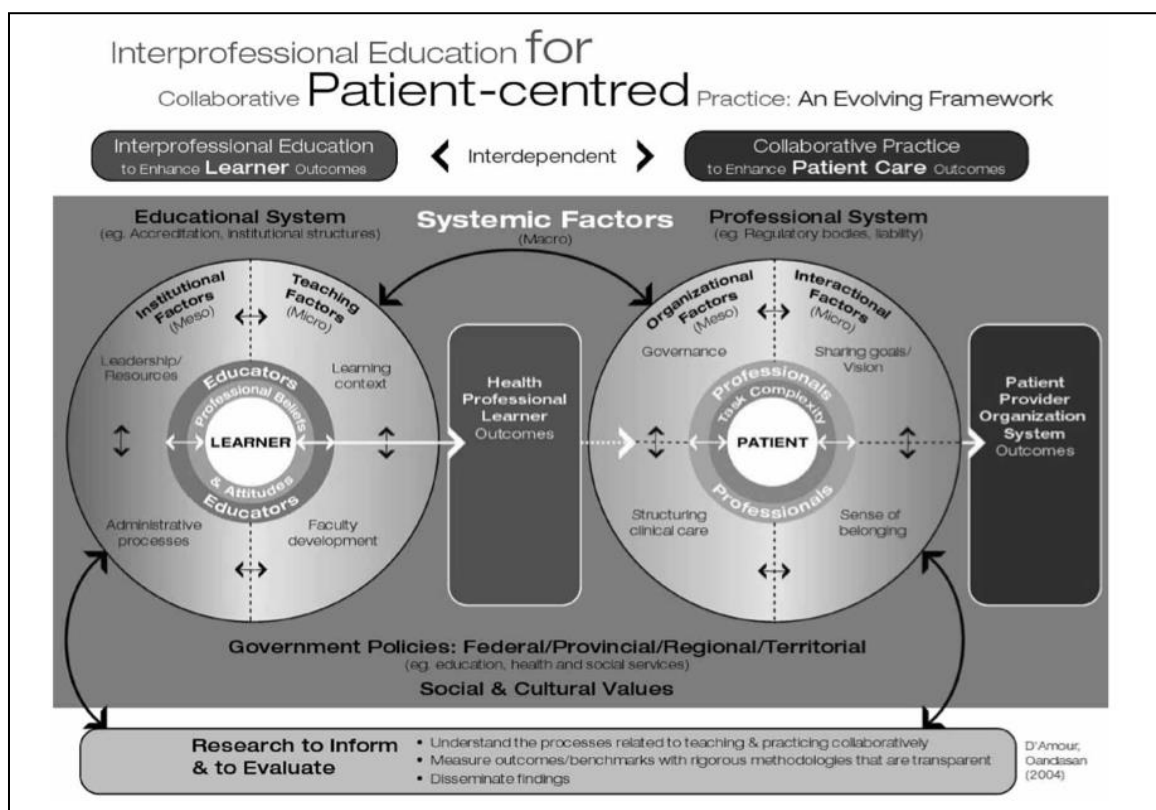 Interprofessional Education for
Collaborative Patient-centred Practice: An Evolving Framework
Interprofessional Education
to Enhance Learner Outcomes
Interdependent
Collaborative Practice
to Enhance Patient Care Outcomes
Educational System
(eg. Accreditation, institutional structures)
Systemic Factors
(Macro)
Professional System
(eg. Regulatory bodies, liability)
Institutional
Factors
(Meso)
Teaching
Factors
(Micro)
Leadership/
Resources
Learning
context
Educators
Professional Beliefs
LEARNER
& Attitudes
Educators
Administrative
processes
Faculty
development
Health
Professional
Learner
Outcomes
Organizational
Factors
(Meso)
Interactional
Factors
(Micro)
Governance
Sharing goals/
Vision
Professionals
Task Complexity
PATIENT
Professionals
Structuring
clinical care
Sense of
belonging
Patient
Provider
Organization
System
Outcomes
Government Policies: Federal/Provincial/Regional/Territorial
(eg. education, health and social services)
Social & Cultural Values
Research to Inform
& to Evaluate
• Understand the processes related to teaching & practicing collaboratively
• Measure outcomes/benchmarks with rigorous methodologies that are transparent
• Disseminate findings
D'Amour,
Oandasan
(2004)